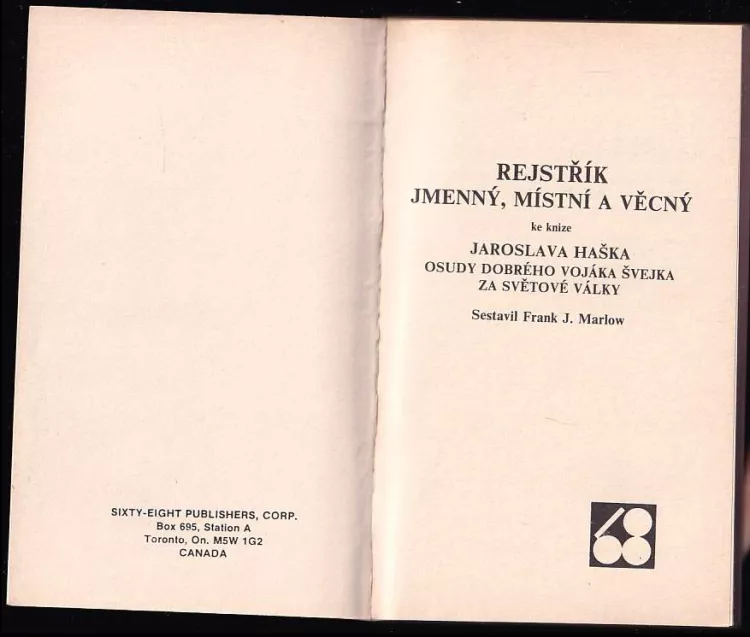 SIXTY-EIGHT PUBLISHERS, CORP.
Box 695, Station A
Toronto, On. M5W 1G2
CANADA
REJSTŘÍK
JMENNÝ, MÍSTNÍ A VĚCNÝ
ke knize
JAROSLAVA HAŠKA
OSUDY DOBRÉHO VOJÁKA ŠVEJKA
ZA SVĚTOVÉ VÁLKY
Sestavil Frank J. Marlow
68